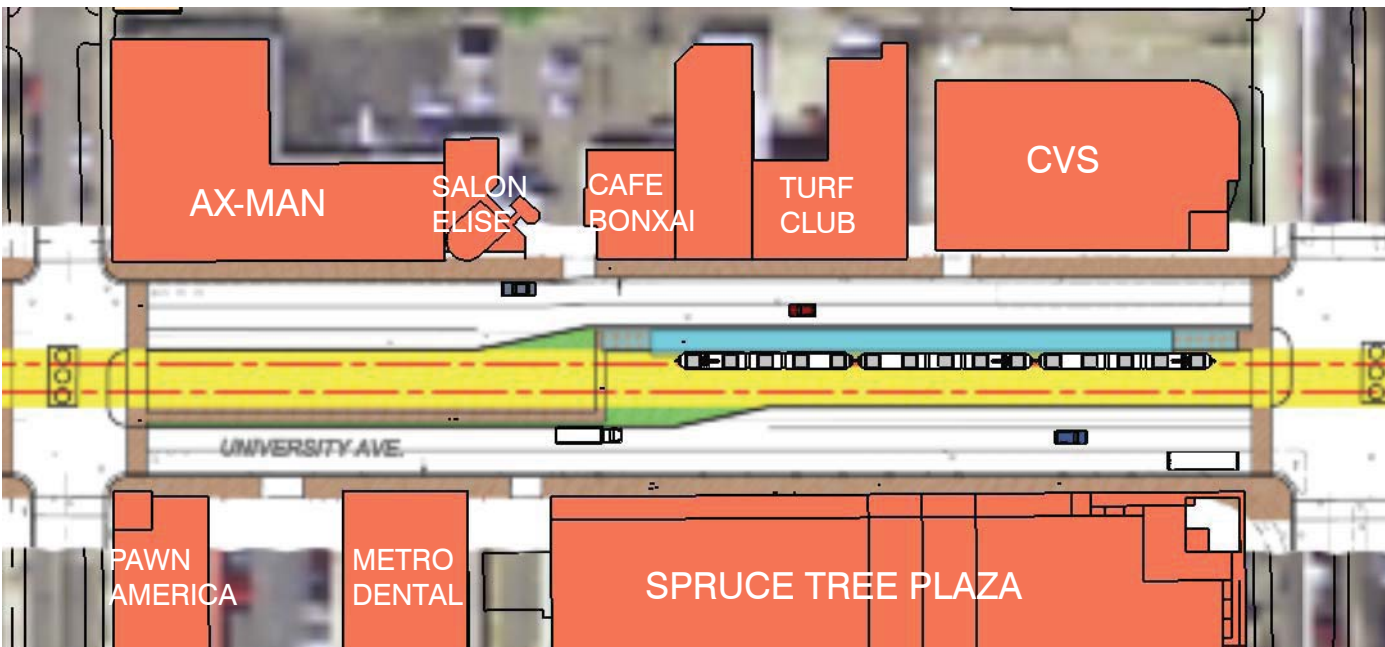 AX-MAN
SALON
ELISE
CAFE
BONXAI
TURF
CLUB
CVS
UNIVERSITY AVE.
PAWN
AMERICA
METRO
DENTAL
SPRUCE TREE PLAZA